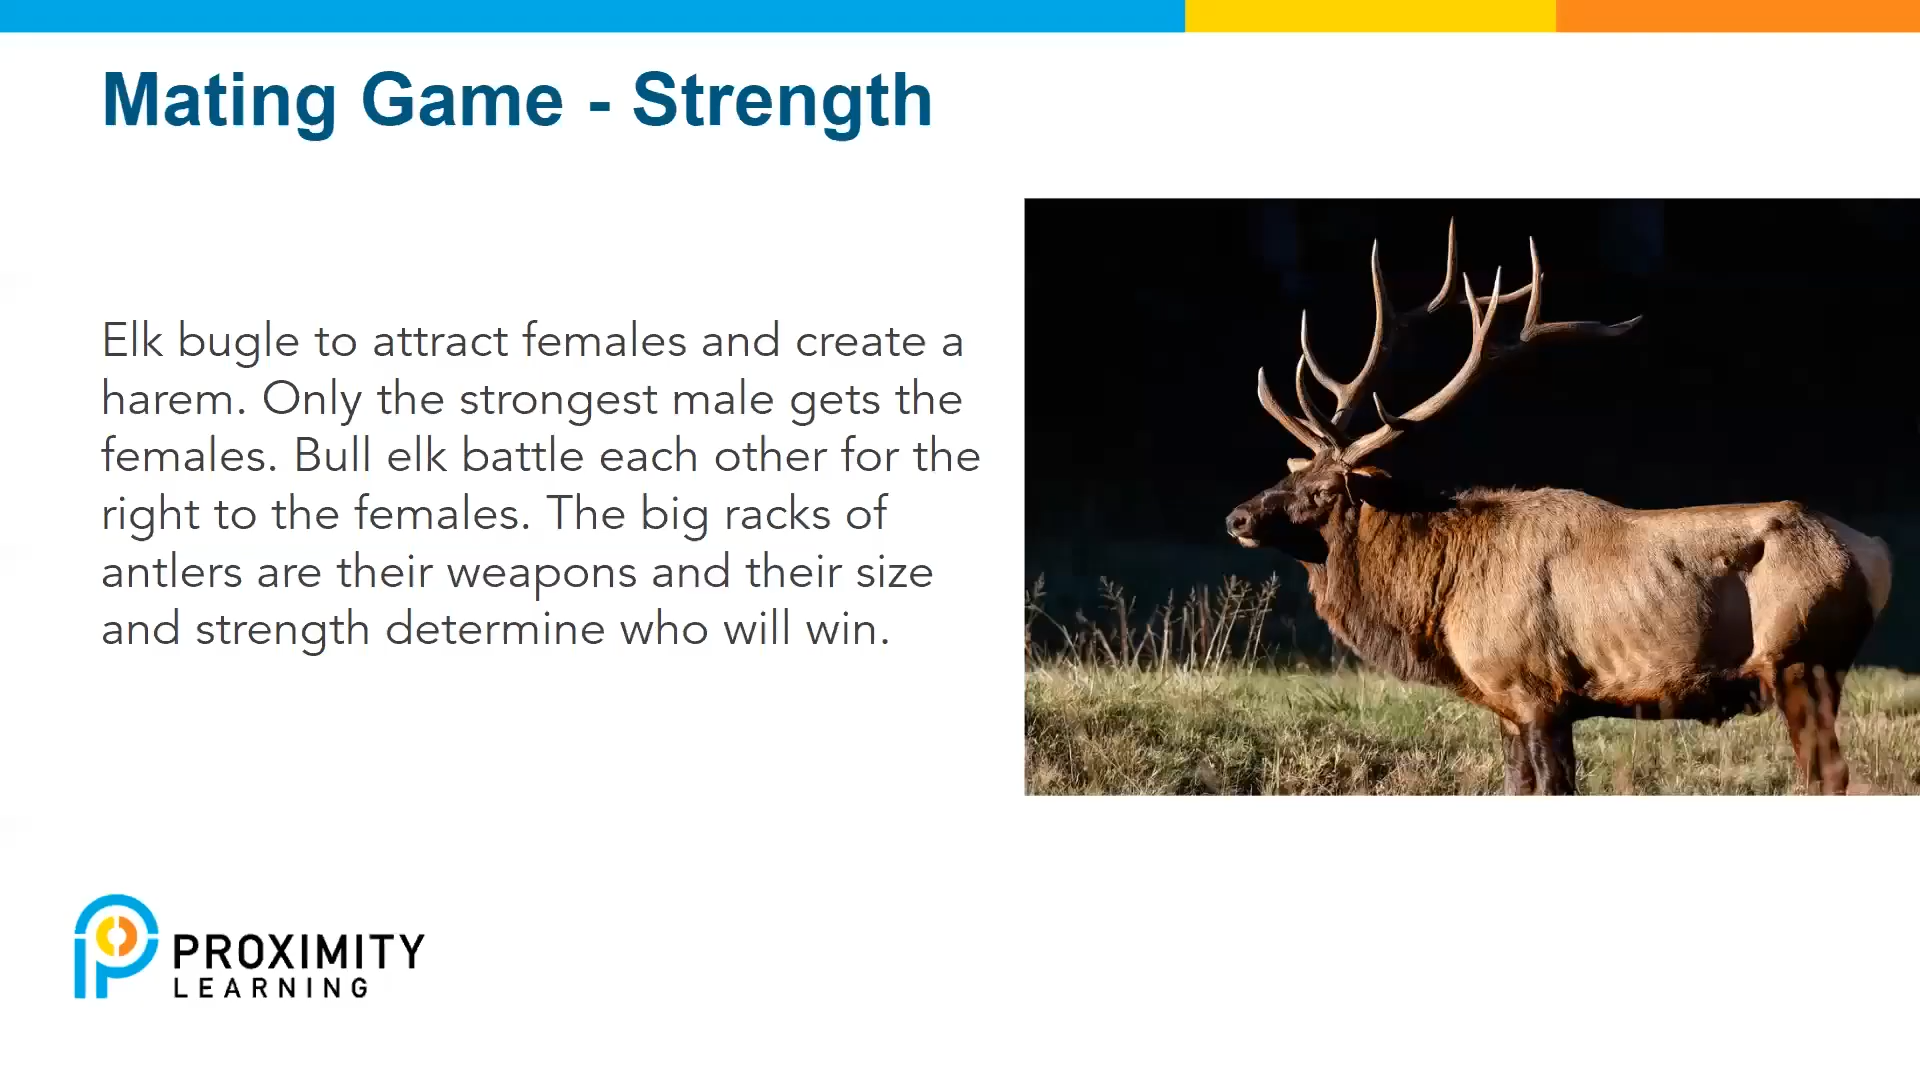 Mating Game - Strength
Elk bugle to attract females and create a
harem. Only the strongest male gets the
females. Bull elk battle each other for the
right to the females. The big racks of
antlers are their weapons and their size
and strength determine who will win.
PROXIMITY
LEARNING